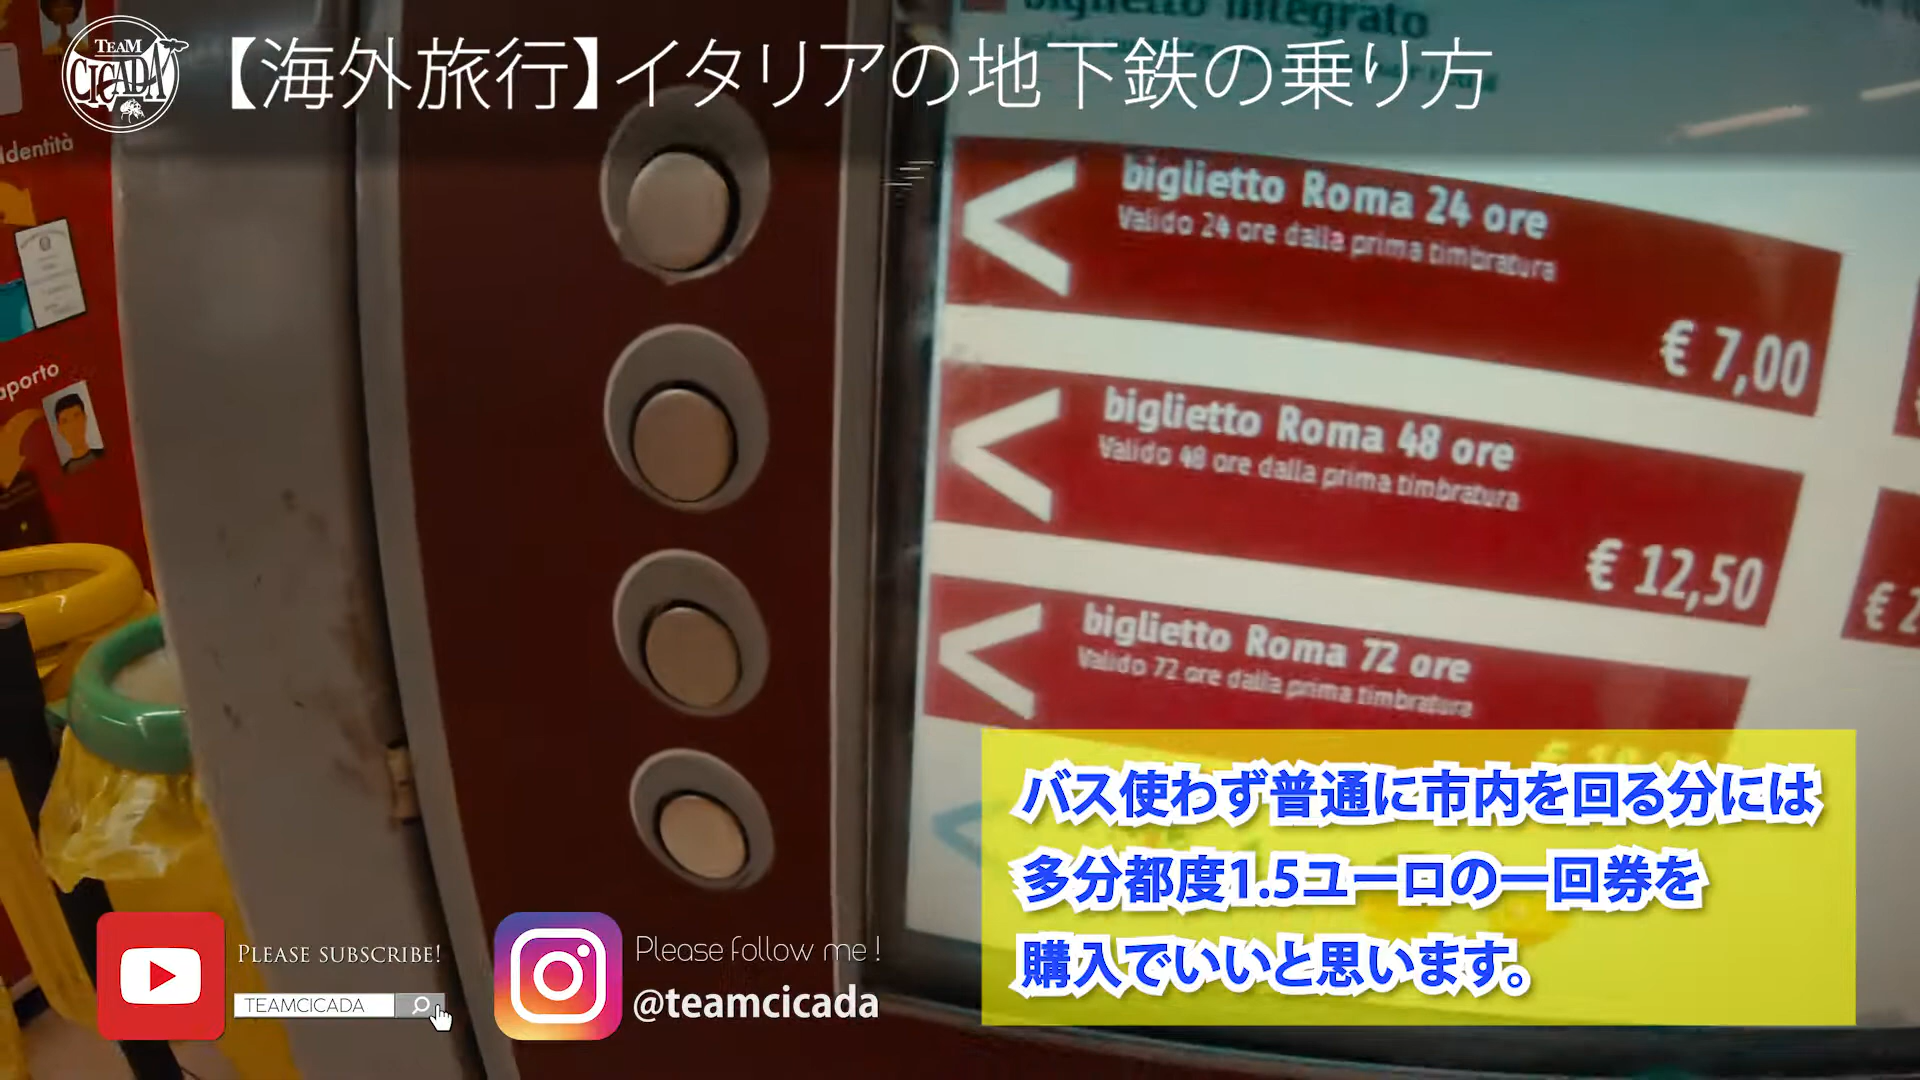 TEAM
CICADA
【海外旅行】イタリアの地下鉄の乗り方
biglietto integrato
Identità
biglietto Roma 24 ore
Valido 24 ore dalla prima timbratura
€ 7,00
biglietto Roma 48 ore
Valido 48 ore dalla prima timbratura
€ 12,50
biglietto Roma 72 ore
Valido 72 ore dalla prima timbratura
バス使わず普通に市内を回る分には
多分都度1.5ユーロの一回券を
購入でいいと思います。
PLEASE SUBSCRIBE!
TEAMCICADA
Please follow me !
@teamcicada